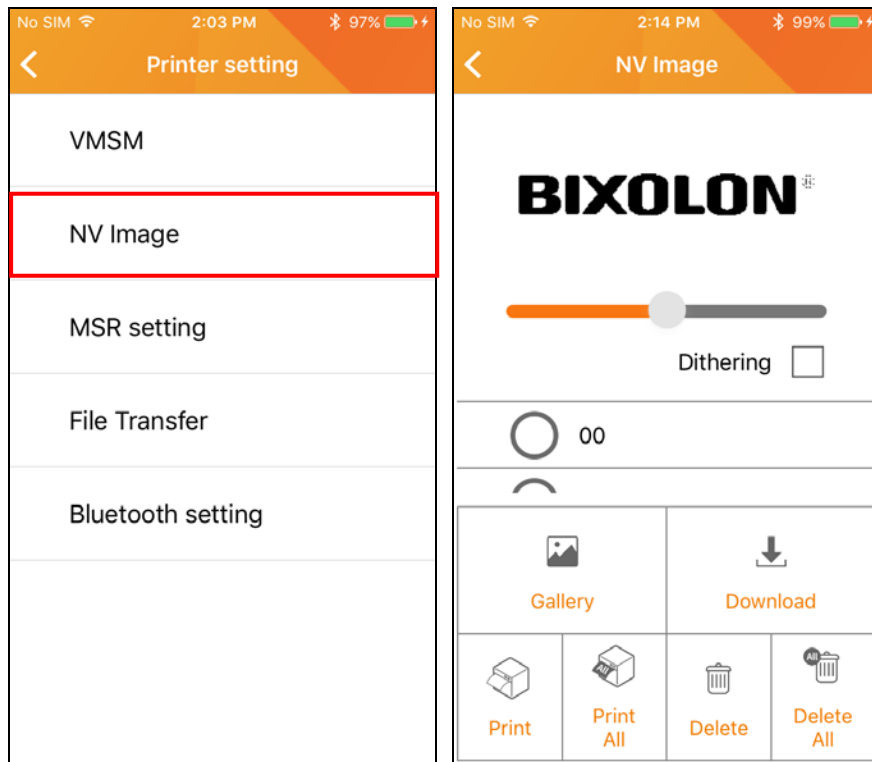 No SIM 2:03 PM 97%
Printer setting
VMSM
NV Image
MSR setting
File Transfer
Bluetooth setting
No SIM 2:14 PM 99%
NV Image
BIXOLON®
Dithering
00
Gallery Download
Print Print All Delete All Delete All